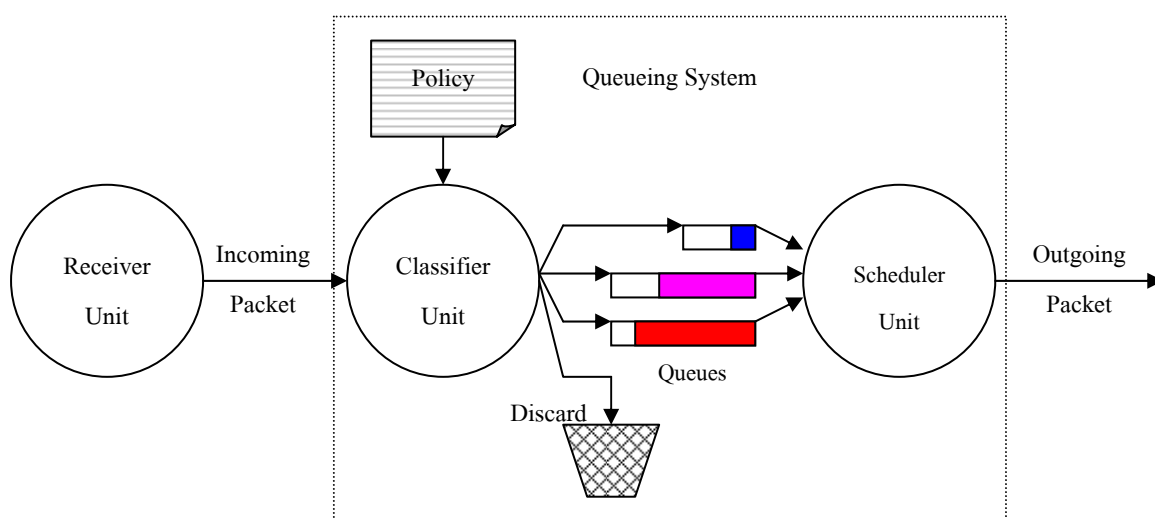 Policy
Queueing System
Receiver
Unit
Incoming
Packet
Classifier
Unit
Queues
Discard
Scheduler
Unit
Outgoing
Packet